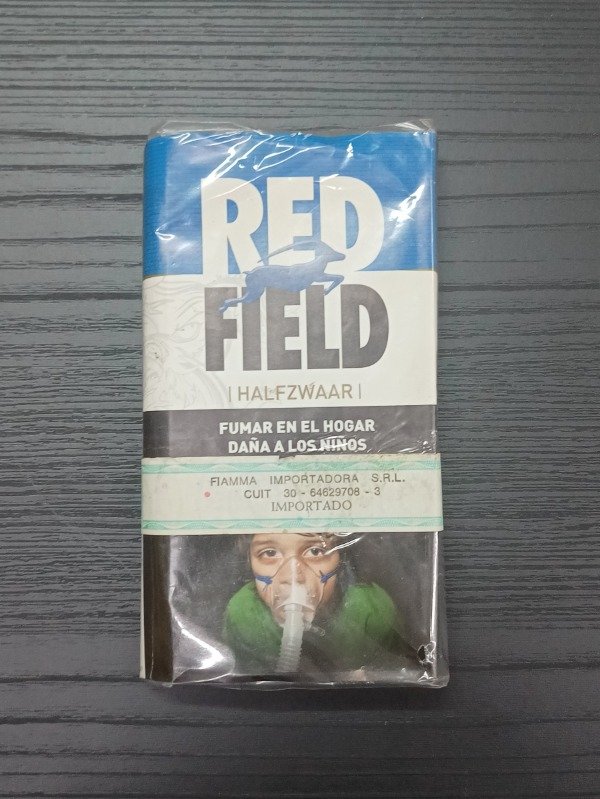 RED
FIELD
| HALFZWAAR |
FUMAR EN EL HOGAR
DAÑA A LOS NIÑOS
FIAMMA IMPORTADORA S.R.L.
CUIT 30 - 64629708 - 3
IMPORTADO